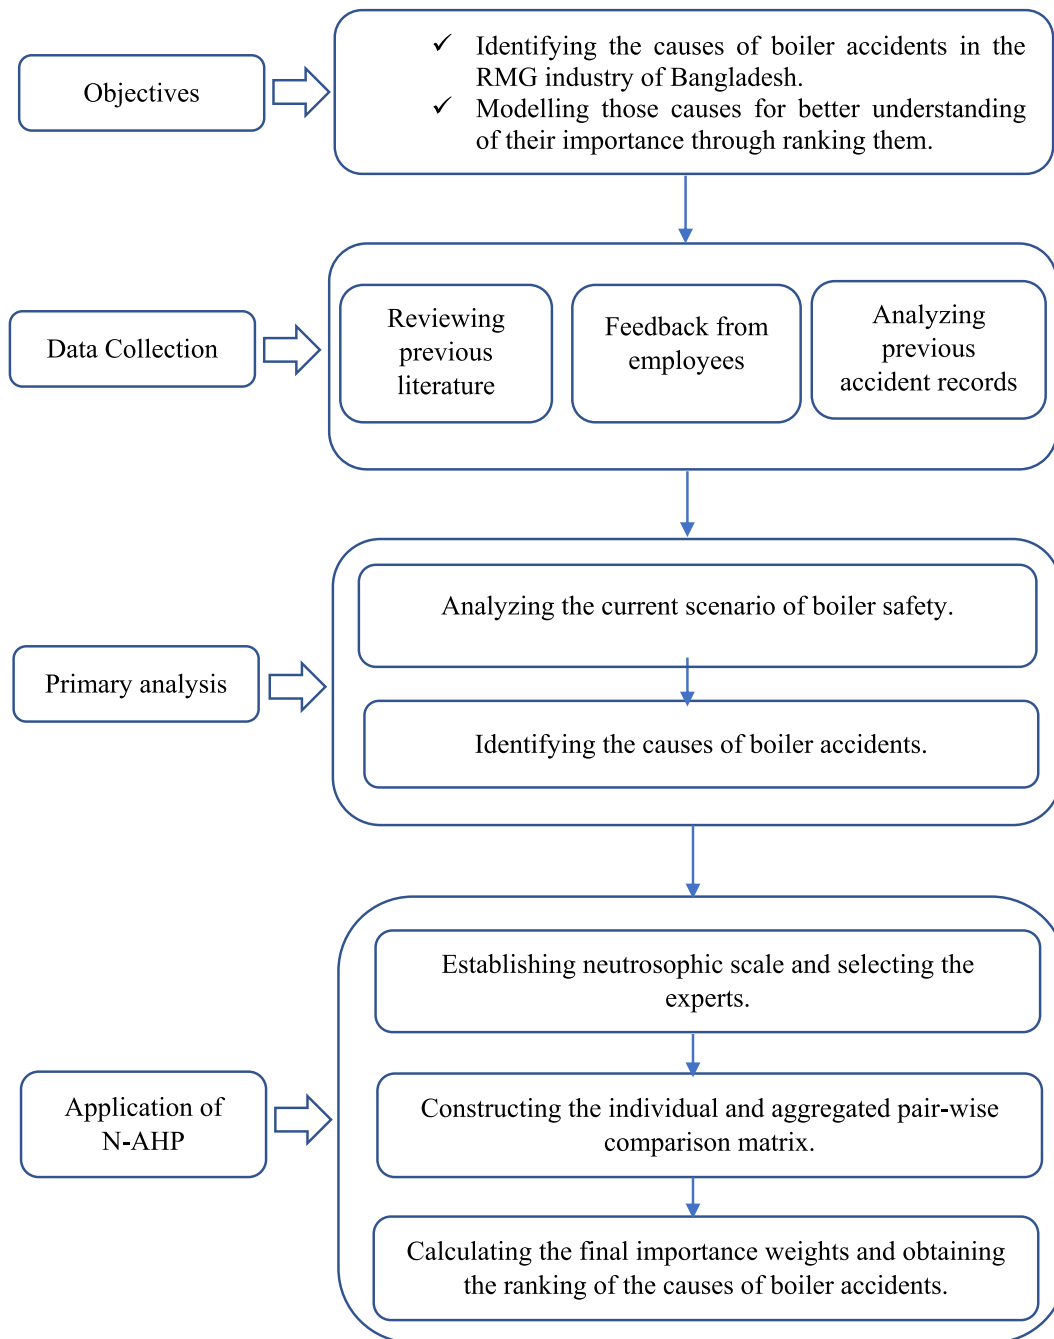 Objectives
✓ Identifying the causes of boiler accidents in the
RMG industry of Bangladesh.
✓ Modelling those causes for better understanding
of their importance through ranking them.
Data Collection
Reviewing
previous
literature
Feedback from
employees
Analyzing
previous
accident records
Primary analysis
Analyzing the current scenario of boiler safety.
Identifying the causes of boiler accidents.
Application of
N-AHP
Establishing neutrosophic scale and selecting the
experts.
Constructing the individual and aggregated pair-wise
comparison matrix.
Calculating the final importance weights and obtaining
the ranking of the causes of boiler accidents.